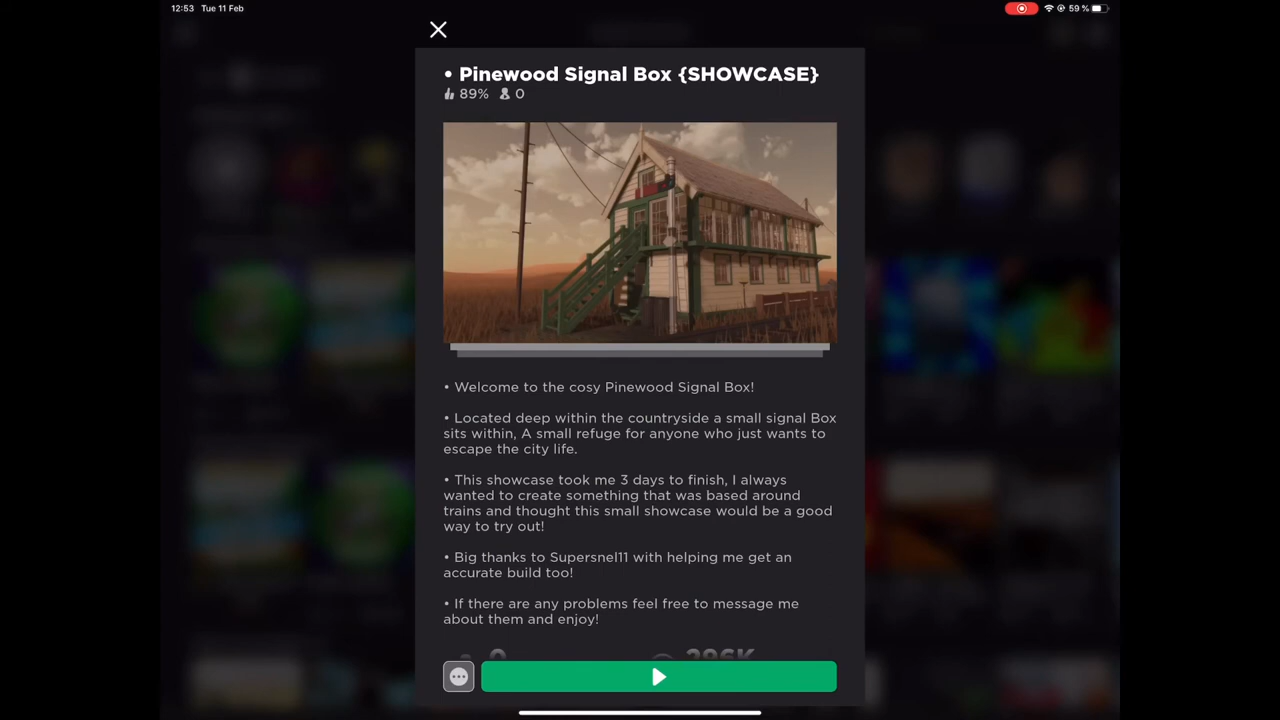 12:53 Tue 11 Feb
59 %
• Pinewood Signal Box {SHOWCASE}
89% 0
• Welcome to the cosy Pinewood Signal Box!
• Located deep within the countryside a small signal Box
sits within, A small refuge for anyone who just wants to
escape the city life.
• This showcase took me 3 days to finish, I always
wanted to create something that was based around
trains and thought this small showcase would be a good
way to try out!
• Big thanks to Supersnel11 with helping me get an
accurate build too!
• If there are any problems feel free to message me
about them and enjoy!